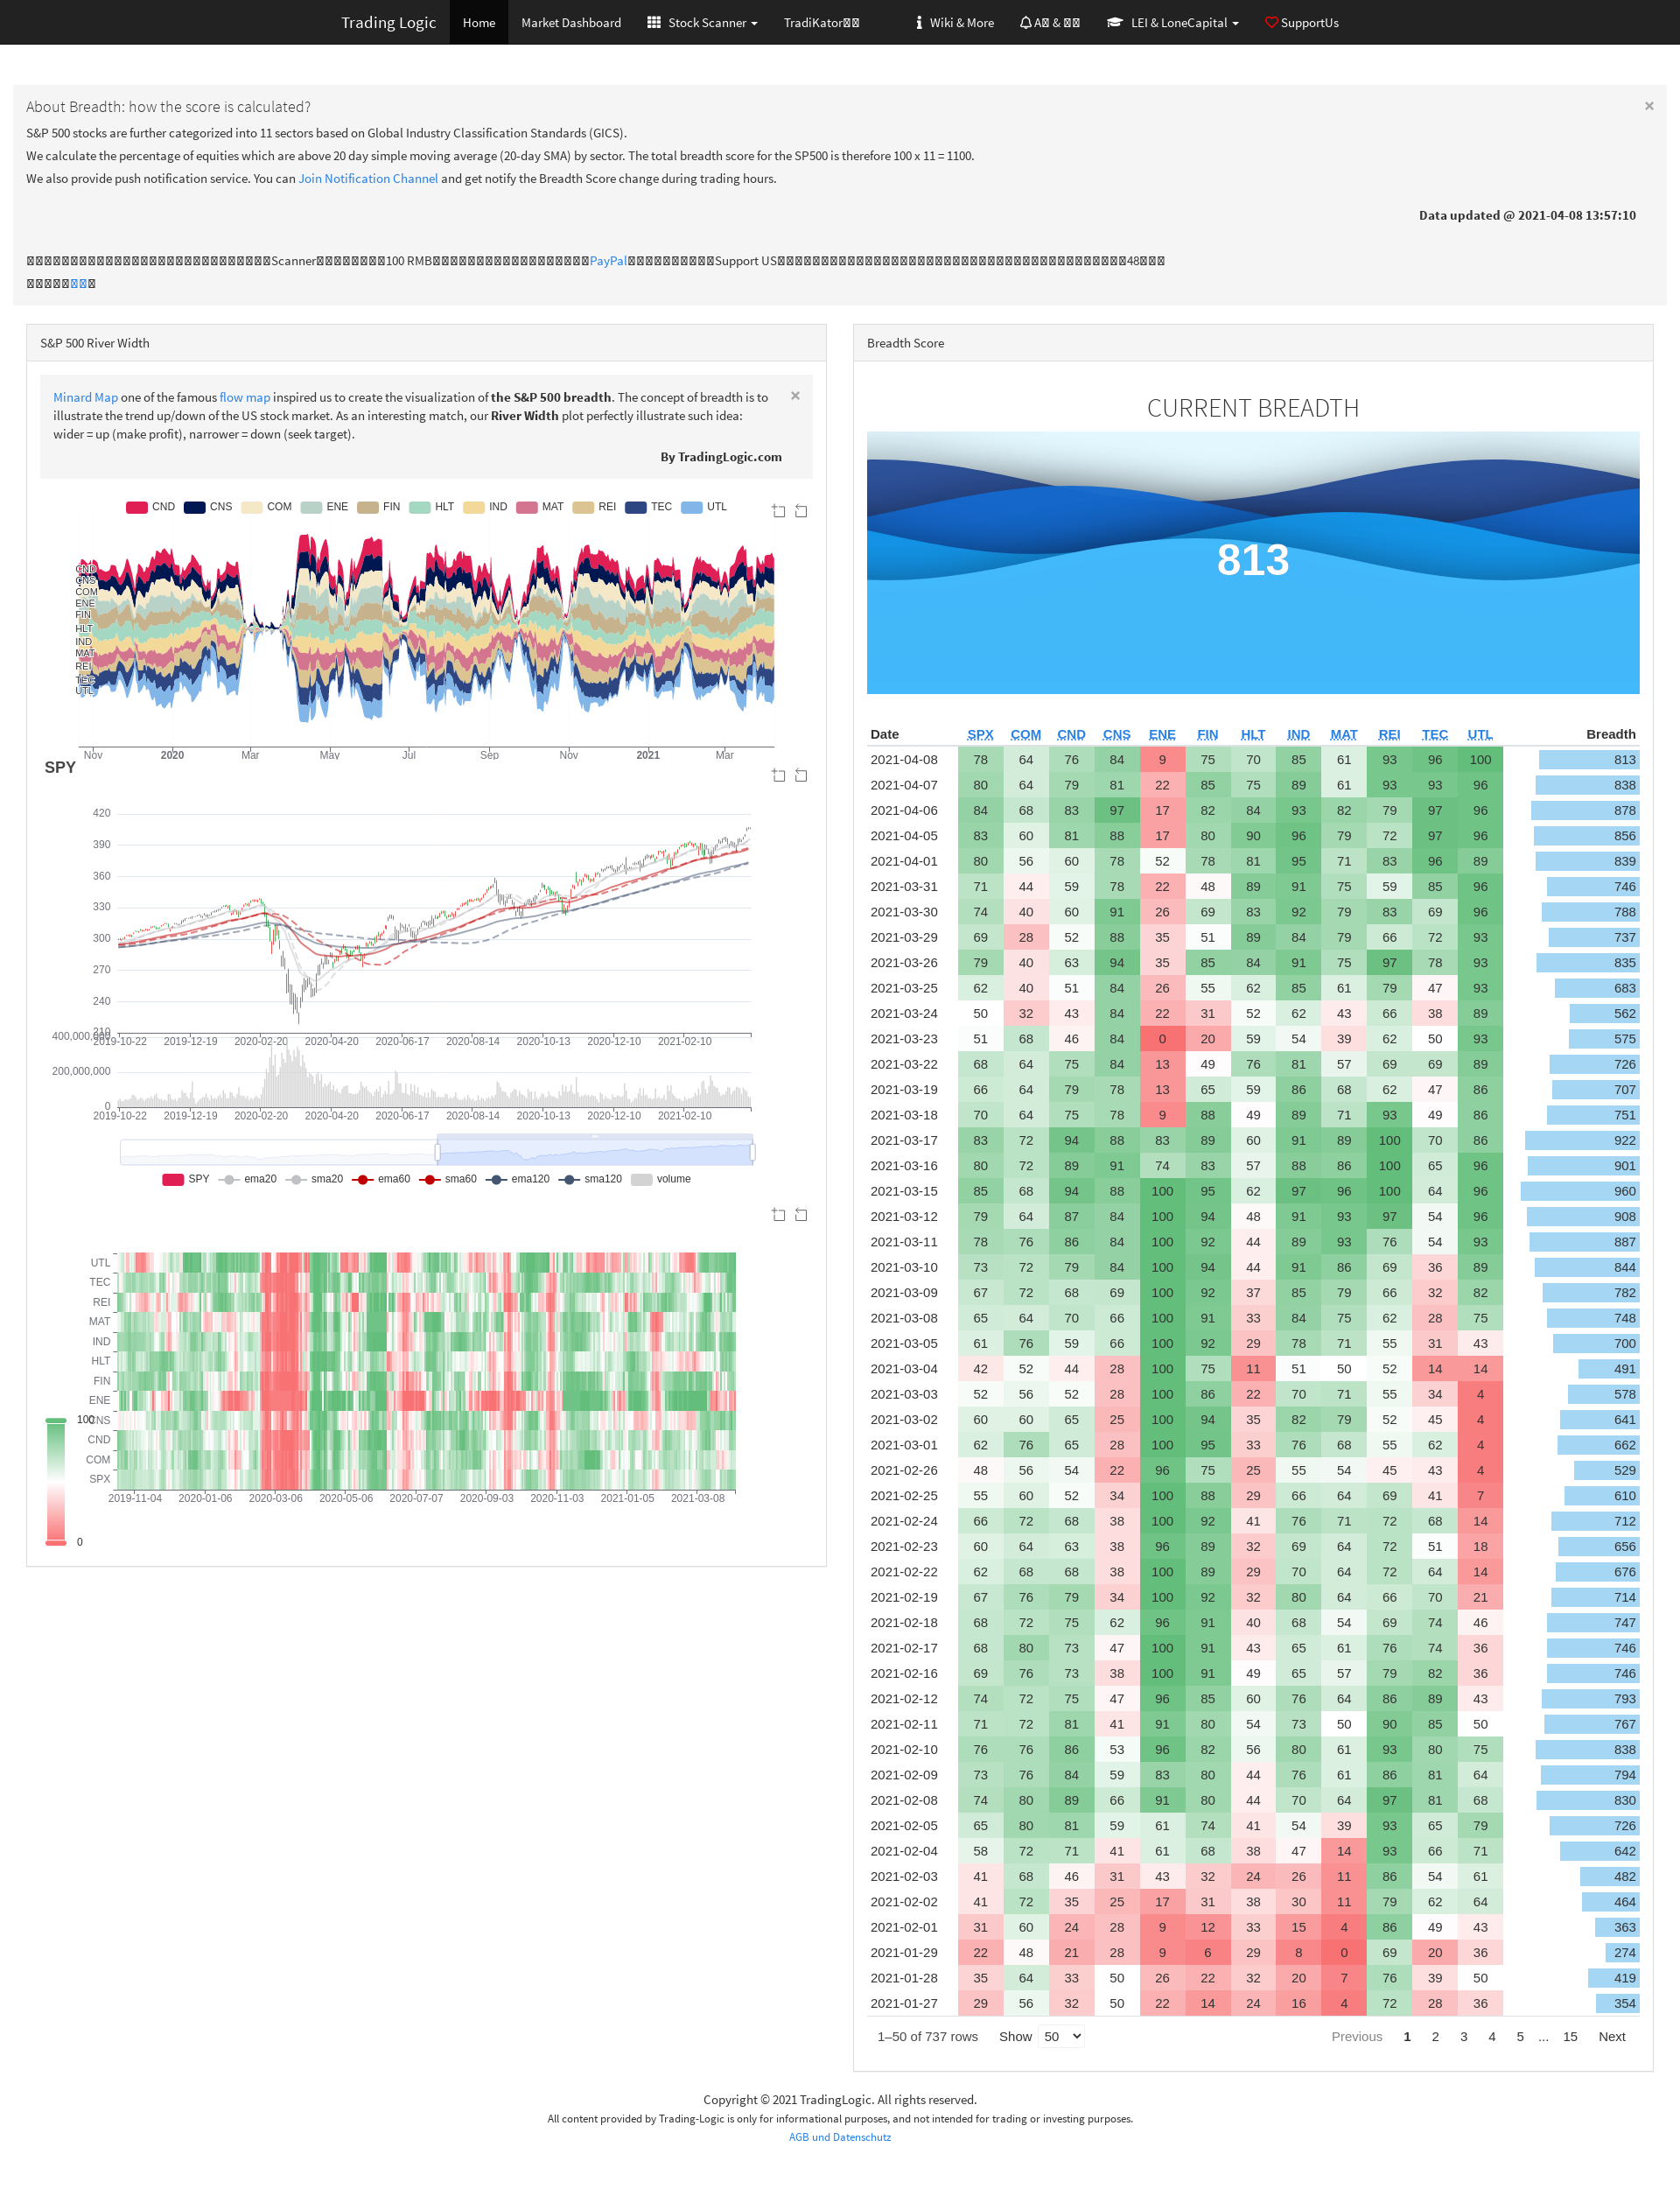 Trading Logic Home Market Dashboard Stock Scanner TradiKator Wiki & More A & LEI & LoneCapital SupportUs
About Breadth: how the score is calculated? ×
S&P 500 stocks are further categorized into 11 sectors based on Global Industry Classification Standards (GICS).
We calculate the percentage of equities which are above 20 day simple moving average (20-day SMA) by sector. The total breadth score for the SP500 is therefore 100 x 11 = 1100.
We also provide push notification service. You can Join Notification Channel and get notify the Breadth Score change during trading hours.
Data updated @ 2021-04-08 13:57:10
Scanner 100 RMB PayPal Support US 48
S&P 500 River Width
Minard Map one of the famous flow map inspired us to create the visualization of the S&P 500 breadth. The concept of breadth is to ×
illustrate the trend up/down of the US stock market. As an interesting match, our River Width plot perfectly illustrate such idea:
wider = up (make profit), narrower = down (seek target).
By TradingLogic.com
CND CNS COM ENE FIN HLT IND MAT REI TEC UTL
CND
CNS
COM
ENE
FIN
HLT
IND
MAT
REI
TEC
UTL
Nov 2020 Mar May Jul Sep Nov 2021 Mar
SPY
420
390
360
330
300
270
240
210
2019-10-22 2019-12-19 2020-02-20 2020-04-20 2020-06-17 2020-08-14 2020-10-13 2020-12-10 2021-02-10
400,000,000
200,000,000
0
2019-10-22 2019-12-19 2020-02-20 2020-04-20 2020-06-17 2020-08-14 2020-10-13 2020-12-10 2021-02-10
SPY ema20 sma20 ema60 sma60 ema120 sma120 volume
UTL
TEC
REI
MAT
IND
HLT
FIN
ENE
CNS
CND
COM
SPX
100
0
2019-11-04 2020-01-06 2020-03-06 2020-05-06 2020-07-07 2020-09-03 2020-11-03 2021-01-05 2021-03-08
Breadth Score
CURRENT BREADTH
813
Date SPX COM CND CNS ENE FIN HLT IND MAT REI TEC UTL Breadth
2021-04-08 78 64 76 84 9 75 70 85 61 93 96 100 813
2021-04-07 80 64 79 81 22 85 75 89 61 93 93 96 838
2021-04-06 84 68 83 97 17 82 84 93 82 79 97 96 878
2021-04-05 83 60 81 88 17 80 90 96 79 72 97 96 856
2021-04-01 80 56 60 78 52 78 81 95 71 83 96 89 839
2021-03-31 71 44 59 78 22 48 89 91 75 59 85 96 746
2021-03-30 74 40 60 91 26 69 83 92 79 83 69 96 788
2021-03-29 69 28 52 88 35 51 89 84 79 66 72 93 737
2021-03-26 79 40 63 94 35 85 84 91 75 97 78 93 835
2021-03-25 62 40 51 84 26 55 62 85 61 79 47 93 683
2021-03-24 50 32 43 84 22 31 52 62 43 66 38 89 562
2021-03-23 51 68 46 84 0 20 59 54 39 62 50 93 575
2021-03-22 68 64 75 84 13 49 76 81 57 69 69 89 726
2021-03-19 66 64 79 78 13 65 59 86 68 62 47 86 707
2021-03-18 70 64 75 78 9 88 49 89 71 93 49 86 751
2021-03-17 83 72 94 88 83 89 60 91 89 100 70 86 922
2021-03-16 80 72 89 91 74 83 57 88 86 100 65 96 901
2021-03-15 85 68 94 88 100 95 62 97 96 100 64 96 960
2021-03-12 79 64 87 84 100 94 48 91 93 97 54 96 908
2021-03-11 78 76 86 84 100 92 44 89 93 76 54 93 887
2021-03-10 73 72 79 84 100 94 44 91 86 69 36 89 844
2021-03-09 67 72 68 69 100 92 37 85 79 66 32 82 782
2021-03-08 65 64 70 66 100 91 33 84 75 62 28 75 748
2021-03-05 61 76 59 66 100 92 29 78 71 55 31 43 700
2021-03-04 42 52 44 28 100 75 11 51 50 52 14 14 491
2021-03-03 52 56 52 28 100 86 22 70 71 55 34 4 578
2021-03-02 60 60 65 25 100 94 35 82 79 52 45 4 641
2021-03-01 62 76 65 28 100 95 33 76 68 55 62 4 662
2021-02-26 48 56 54 22 96 75 25 55 54 45 43 4 529
2021-02-25 55 60 52 34 100 88 29 66 64 69 41 7 610
2021-02-24 66 72 68 38 100 92 41 76 71 72 68 14 712
2021-02-23 60 64 63 38 96 89 32 69 64 72 51 18 656
2021-02-22 62 68 68 38 100 89 29 70 64 72 64 14 676
2021-02-19 67 76 79 34 100 92 32 80 64 66 70 21 714
2021-02-18 68 72 75 62 96 91 40 68 54 69 74 46 747
2021-02-17 68 80 73 47 100 91 43 65 61 76 74 36 746
2021-02-16 69 76 73 38 100 91 49 65 57 79 82 36 746
2021-02-12 74 72 75 47 96 85 60 76 64 86 89 43 793
2021-02-11 71 72 81 41 91 80 54 73 50 90 85 50 767
2021-02-10 76 76 86 53 96 82 56 80 61 93 80 75 838
2021-02-09 73 76 84 59 83 80 44 76 61 86 81 64 794
2021-02-08 74 80 89 66 91 80 44 70 64 97 81 68 830
2021-02-05 65 80 81 59 61 74 41 54 39 93 65 79 726
2021-02-04 58 72 71 41 61 68 38 47 14 93 66 71 642
2021-02-03 41 68 46 31 43 32 24 26 11 86 54 61 482
2021-02-02 41 72 35 25 17 31 38 30 11 79 62 64 464
2021-02-01 31 60 24 28 9 12 33 15 4 86 49 43 363
2021-01-29 22 48 21 28 9 6 29 8 0 69 20 36 274
2021-01-28 35 64 33 50 26 22 32 20 7 76 39 50 419
2021-01-27 29 56 32 50 22 14 24 16 4 72 28 36 354
1–50 of 737 rows Show 50 Previous 1 2 3 4 5 ... 15 Next
Copyright © 2021 TradingLogic. All rights reserved.
All content provided by Trading-Logic is only for informational purposes, and not intended for trading or investing purposes.
AGB und Datenschutz